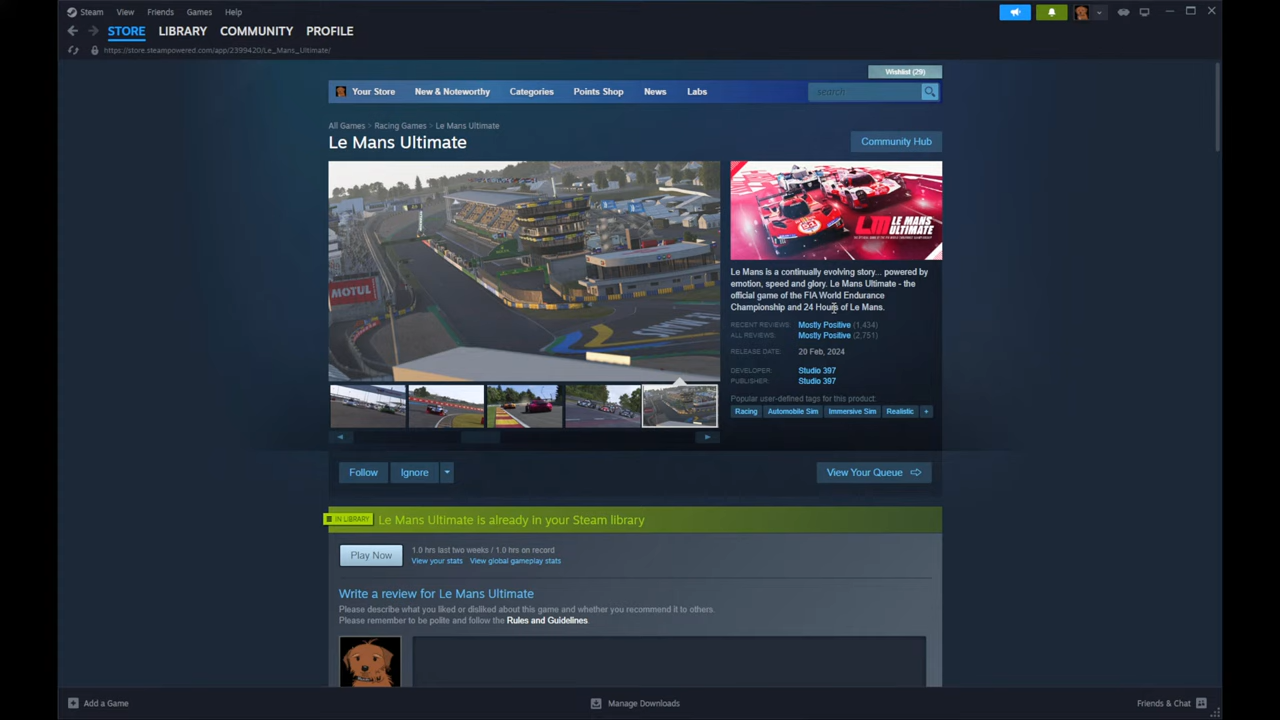 Steam View Friends Games Help
STORE LIBRARY COMMUNITY PROFILE
https://store.steampowered.com/app/2399420/Le_Mans_Ultimate/
Wishlist (29)
Your Store New & Noteworthy Categories Points Shop News Labs search
All Games > Racing Games > Le Mans Ultimate
Le Mans Ultimate
Community Hub
MOTUL
LE MANS
ULTIMATE
Le Mans is a continually evolving story... powered by
emotion, speed and glory. Le Mans Ultimate - the
official game of the FIA World Endurance
Championship and 24 Hours of Le Mans.
RECENT REVIEWS: Mostly Positive (1,434)
ALL REVIEWS: Mostly Positive (2,751)
RELEASE DATE: 20 Feb, 2024
DEVELOPER: Studio 397
PUBLISHER: Studio 397
Popular user-defined tags for this product:
Racing Automobile Sim Immersive Sim Realistic +
Follow Ignore View Your Queue
IN LIBRARY Le Mans Ultimate is already in your Steam library
Play Now
1.0 hrs last two weeks / 1.0 hrs on record
View your stats View global gameplay stats
Write a review for Le Mans Ultimate
Please describe what you liked or disliked about this game and whether you recommend it to others.
Please remember to be polite and follow the Rules and Guidelines.
Add a Game Manage Downloads Friends & Chat